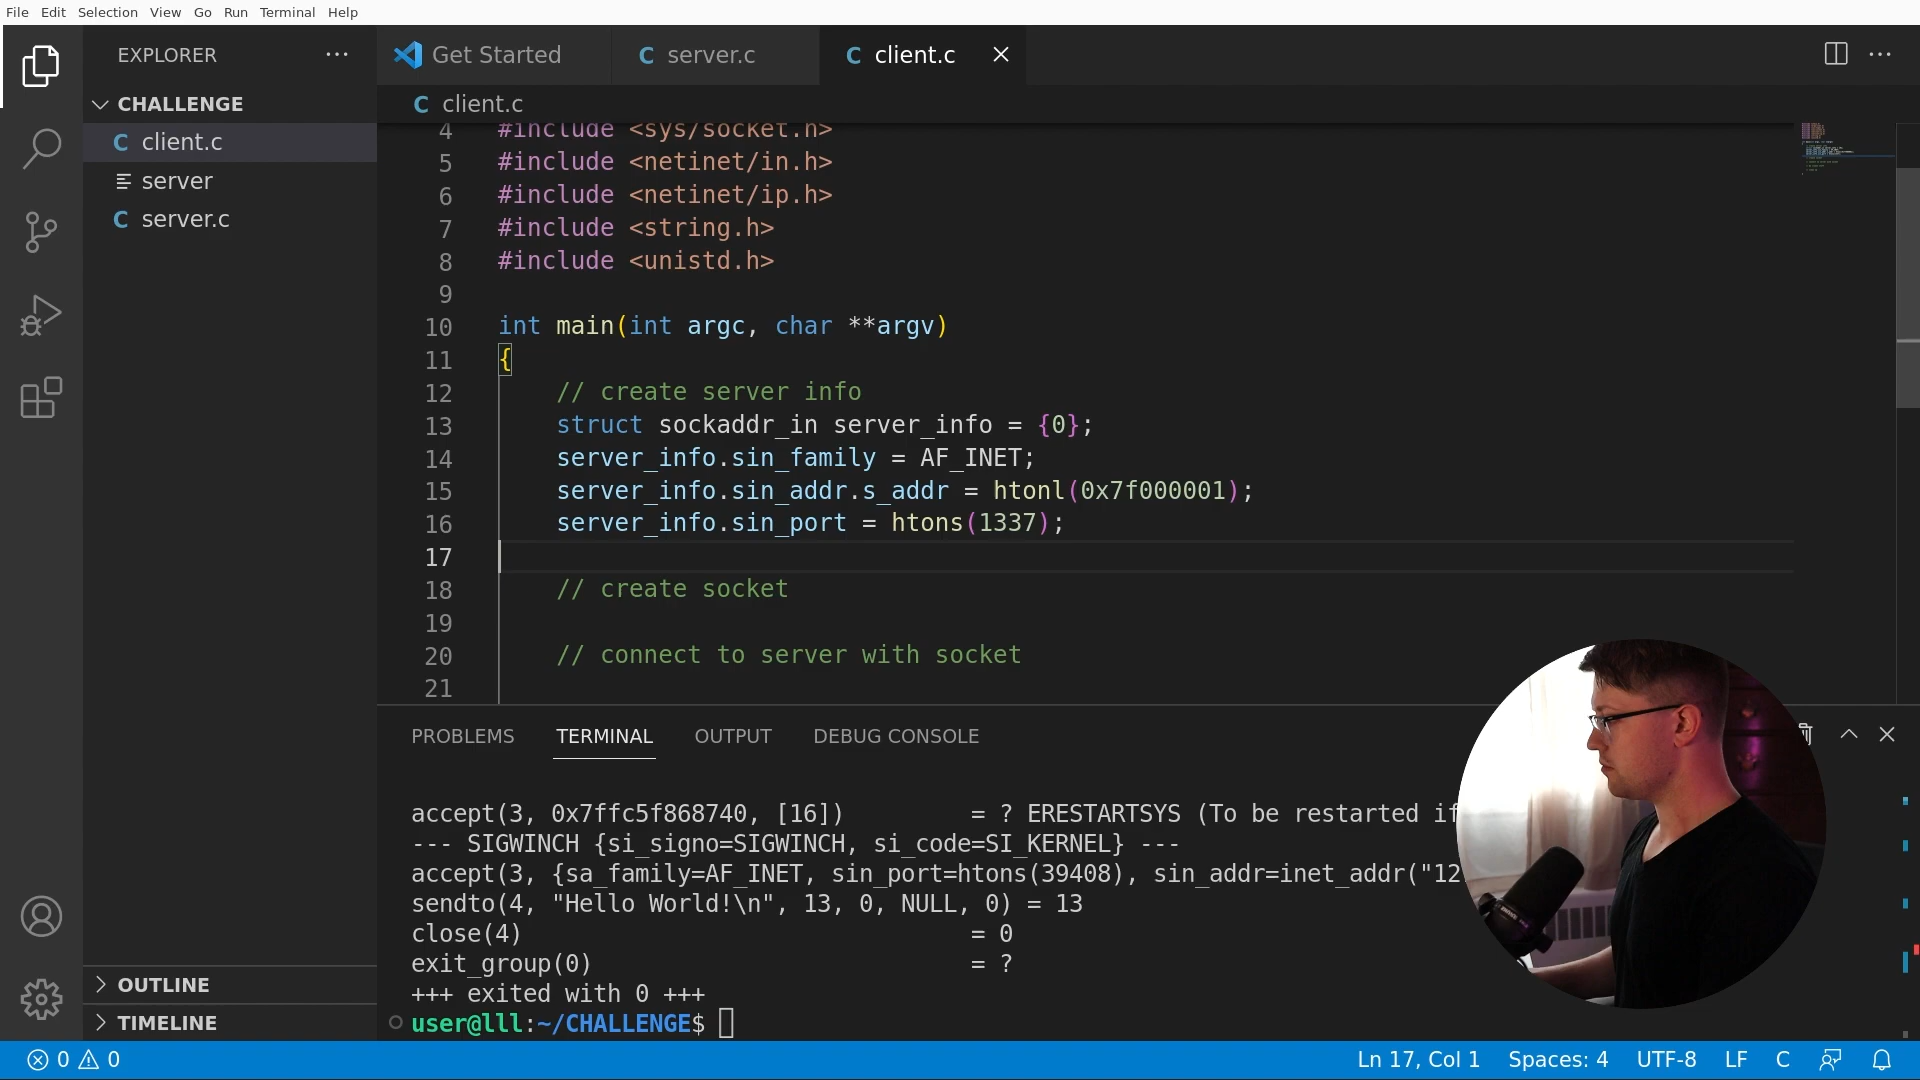 File Edit Selection View Go Run Terminal Help
EXPLORER
CHALLENGE
client.c
server
server.c
OUTLINE
TIMELINE
Get Started
server.c
client.c
client.c
4 #include <sys/socket.h>
5 #include <netinet/in.h>
6 #include <netinet/ip.h>
7 #include <string.h>
8 #include <unistd.h>
9
10 int main(int argc, char **argv)
11 {
12 // create server info
13 struct sockaddr_in server_info = {0};
14 server_info.sin_family = AF_INET;
15 server_info.sin_addr.s_addr = htonl(0x7f000001);
16 server_info.sin_port = htons(1337);
17
18 // create socket
19
20 // connect to server with socket
21
PROBLEMS TERMINAL OUTPUT DEBUG CONSOLE
accept(3, 0x7ffc5f868740, [16]) = ? ERESTARTSYS (To be restarted if
--- SIGWINCH {si_signo=SIGWINCH, si_code=SI_KERNEL} ---
accept(3, {sa_family=AF_INET, sin_port=htons(39408), sin_addr=inet_addr("12
sendto(4, "Hello World!\n", 13, 0, NULL, 0) = 13
close(4) = 0
exit_group(0) = ?
+++ exited with 0 +++
user@lll:~/CHALLENGE$
0 0 Ln 17, Col 1 Spaces: 4 UTF-8 LF C